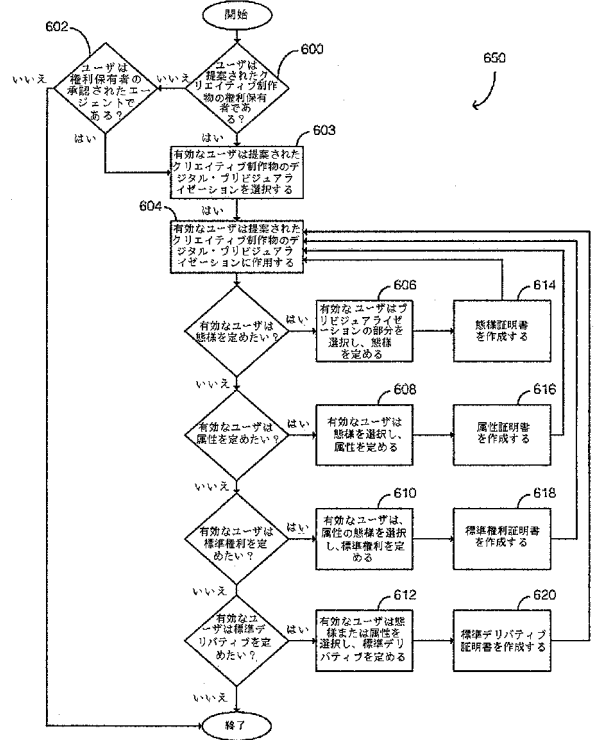 開始
602
ユーザは
権利保有者の
承認されたエー
ジェントで
ある？
いいえ
いいえ
600
ユーザは
提案されたク
リエイティブ制作
物の権利保有
者であ
る？
650
はい
はい
603
有効なユーザは提案された
クリエイティブ制作物のデ
ジタル・プリビジュアラ
イゼーションを選択する
はい
604
有効なユーザは提案された
クリエイティブ制作物のデ
ジタル・プリビジュアライ
ゼーションに作用する
有効なユーザは
態様を定めたい？
はい
606
有効なユーザはプ
リビジュアライゼ
ーションの部分を
選択し、態様
を定める
614
態様証明書
を作成する
いいえ
有効なユーザは
属性を定めたい？
はい
608
有効なユーザは
態様を選択し、
属性を定める
616
属性証明書
を作成する
いいえ
有効なユーザは
標準権利を定
めたい？
はい
610
有効なユーザは、
属性の態様を選択
し、標準権利を定
める
618
標準権利証明書
を作成する
いいえ
有効なユ
ーザは標準デ
リバティブを定
めたい？
はい
612
有効なユーザは態
様または属性を
選択し、標準デリ
バティブを定める
620
標準デリバティブ
証明書を作成する
いいえ
終了